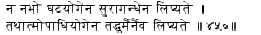 न नभो घटयोगेन सुरागन्धेन लिप्यते ।
तथात्मोपाधियोगेन तद्धर्मैर्नैव लिप्यते ॥ ४५०॥